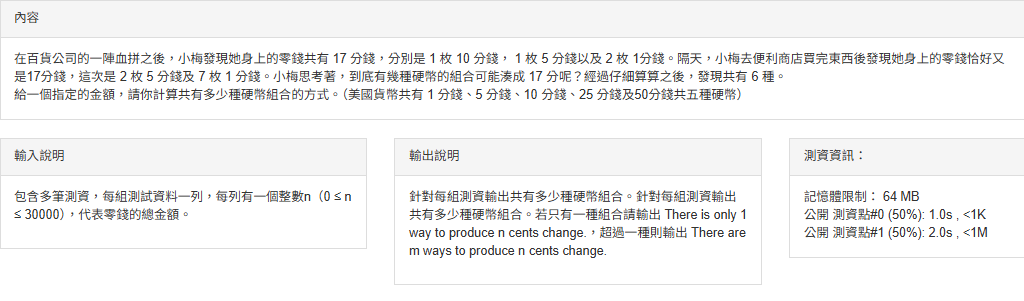 內容
在百貨公司的一陣血拼之後，小梅發現她身上的零錢共有 17 分錢，分別是 1 枚 10 分錢， 1 枚 5 分錢以及 2 枚 1分錢。隔天，小梅去便利商店買完東西後發現她身上的零錢恰好又
是17分錢，這次是 2 枚 5 分錢及 7 枚 1 分錢。小梅思考著，到底有幾種硬幣的組合可能湊成 17 分呢？經過仔細算算之後，發現共有 6 種。
給一個指定的金額，請你計算共有多少種硬幣組合的方式。（美國貨幣共有 1 分錢、5 分錢、10 分錢、25 分錢及50分錢共五種硬幣）
輸入說明
包含多筆測資，每組測試資料一列，每列有一個整數n（0 ≤ n
≤ 30000），代表零錢的總金額。
輸出說明
針對每組測資輸出共有多少種硬幣組合。針對每組測資輸出
共有多少種硬幣組合。若只有一種組合請輸出 There is only 1
way to produce n cents change.，超過一種則輸出 There are
m ways to produce n cents change.
測資資訊：
記憶體限制： 64 MB
公開 測資點#0 (50%): 1.0s , <1K
公開 測資點#1 (50%): 2.0s , <1M